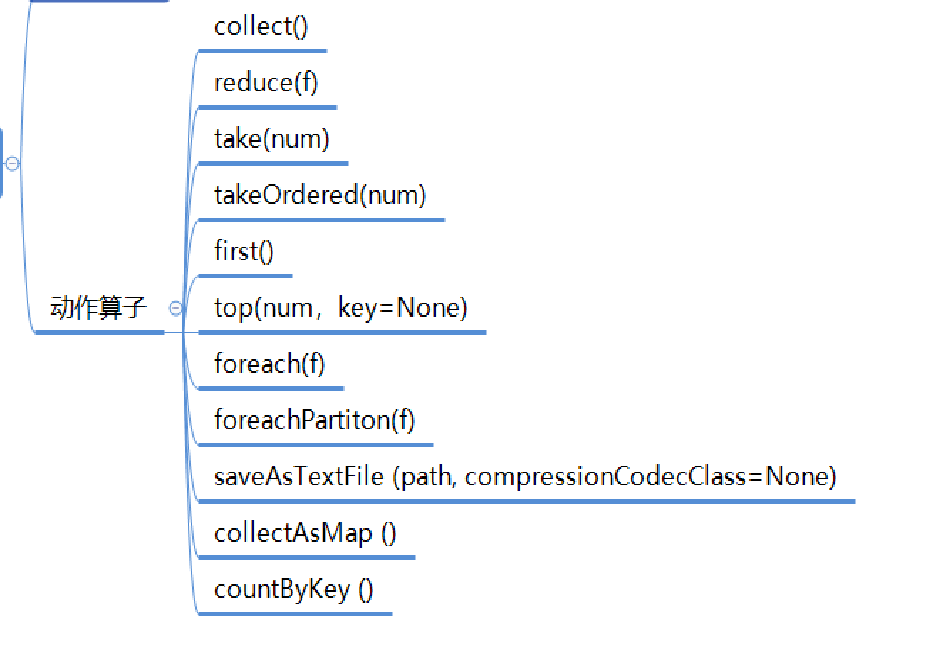 collect()
reduce(f)
take(num)
takeOrdered(num)
first()
动作算子
top(num，key=None)
foreach(f)
foreachPartiton(f)
saveAsTextFile (path, compressionCodecClass=None)
collectAsMap ()
countByKey ()